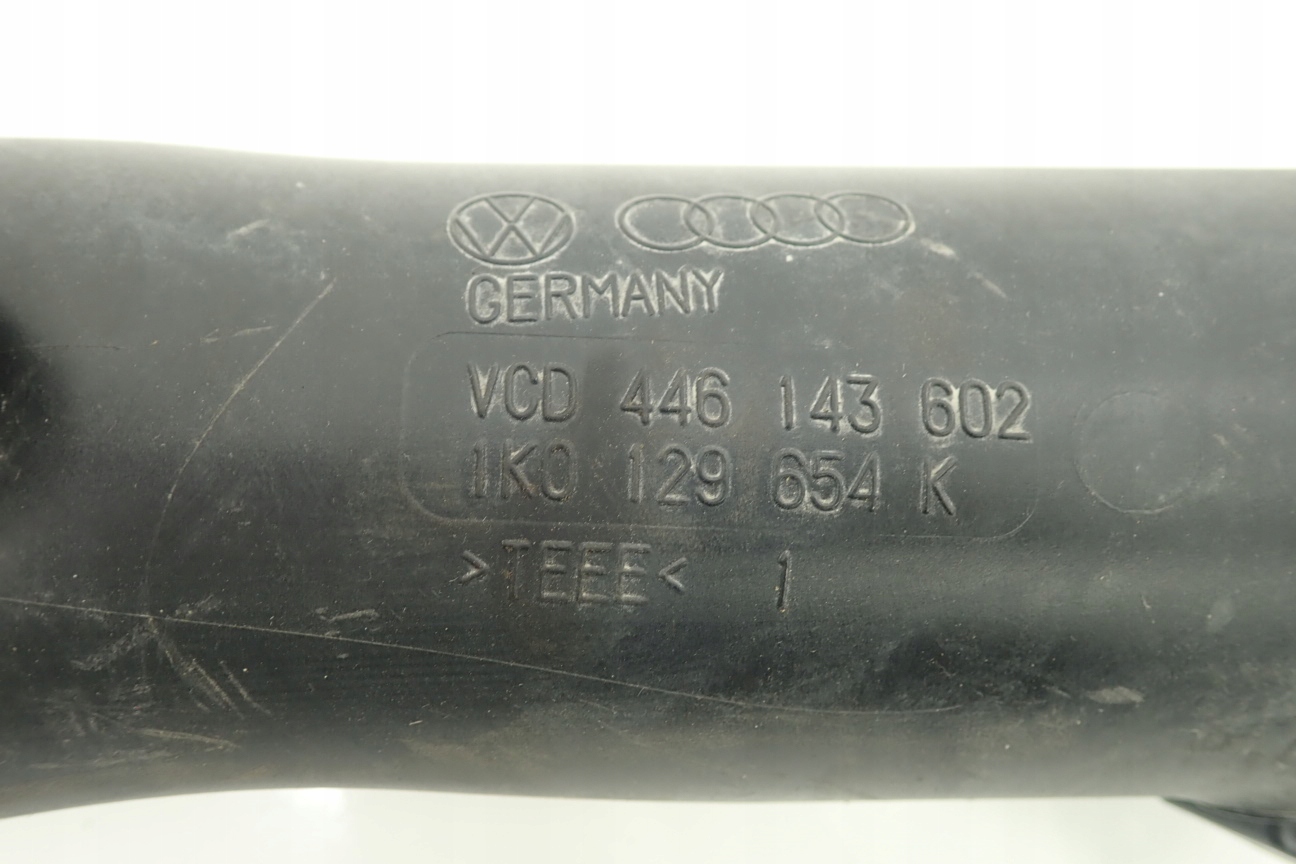 GERMANY
VCD 446 143 602
1K0 129 654 K
>TEEE< 1